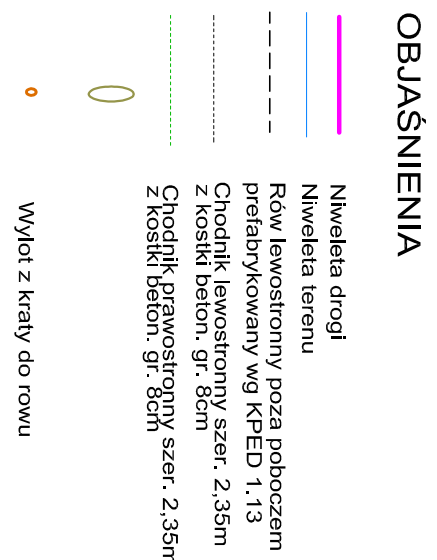 OBJAŚNIENIA
Niweleta drogi
Niweleta terenu
Rów lewostronny poza poboczem
prefabrykowany wg KPED 1.13
Chodnik lewostronny szer. 2,35m
z kostki beton. gr. 8cm
Chodnik prawostronny szer. 2,35m
z kostki beton. gr. 8cm
Wylot z kraty do rowu